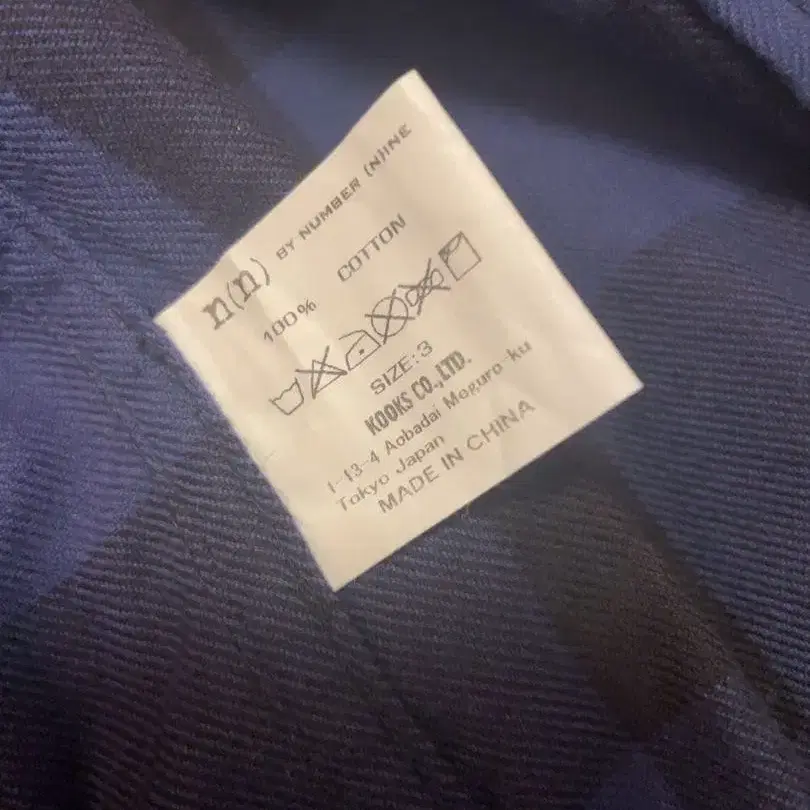 n(n) BY NUMBER (N)INE
100% COTTON
SIZE:3
KOOKS CO.,LTD.
1-13-4 Aobadai Meguro-ku
Tokyo Japan
MADE IN CHINA